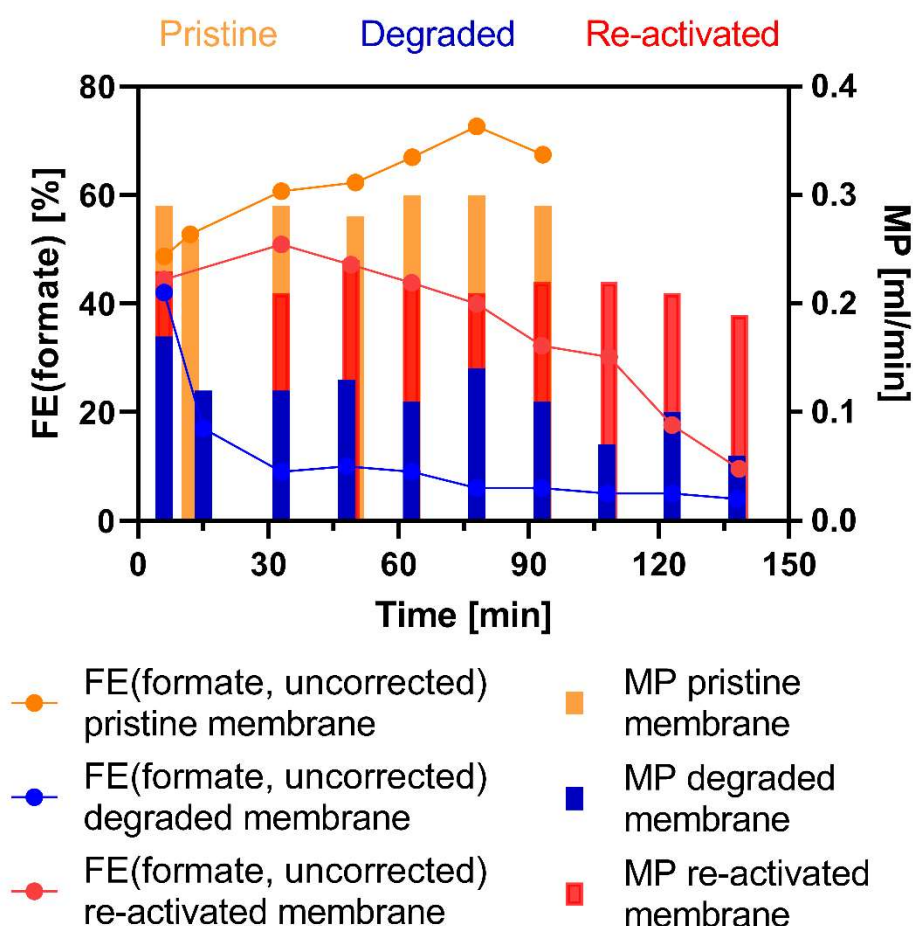 Pristine Degraded Re-activated
FE(formate) [%]
80
60
40
20
0
0.4
0.3
0.2
0.1
0.0
MP [ml/min]
0 30 60 90 120 150
Time [min]
FE(formate, uncorrected)
pristine membrane
MP pristine
membrane
FE(formate, uncorrected)
degraded membrane
MP degraded
membrane
FE(formate, uncorrected)
re-activated membrane
MP re-activated
membrane